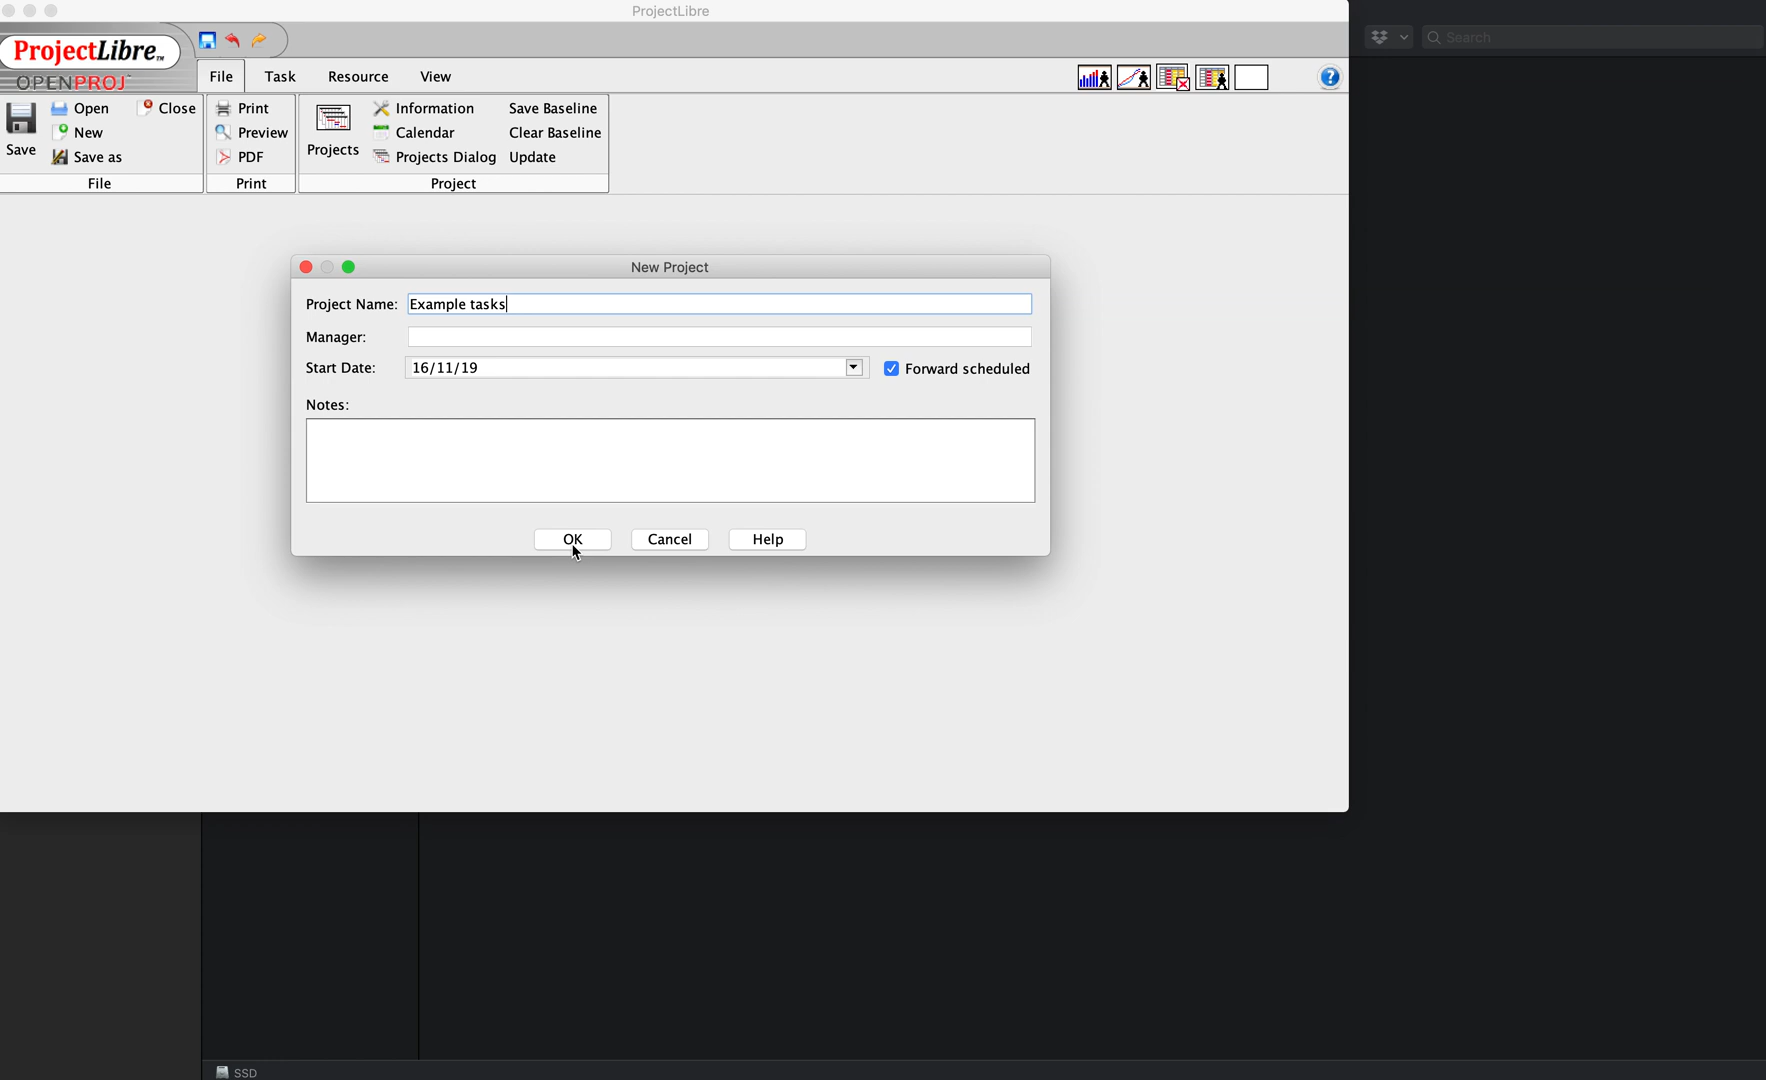 ProjectLibre
ProjectLibre™
OPENPROJ™
Search
File Task Resource View
Save
Open
New
Save as
Close
File
Print
Preview
PDF
Print
Projects
Information
Calendar
Projects Dialog
Save Baseline
Clear Baseline
Update
Project
New Project
Project Name: Example tasks
Manager:
Start Date: 16/11/19 Forward scheduled
Notes:
OK Cancel Help
SSD